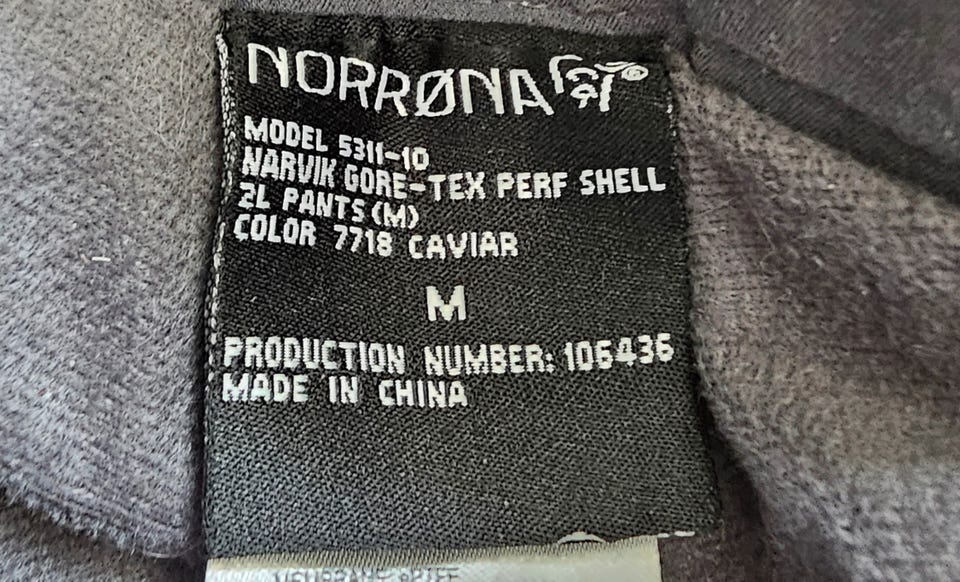 NORRØNA ®
MODEL 5311-10
NARVIK GORE-TEX PERF SHELL
2L PANTS (M)
COLOR 7718 CAVIAR
M
PRODUCTION NUMBER: 106436
MADE IN CHINA